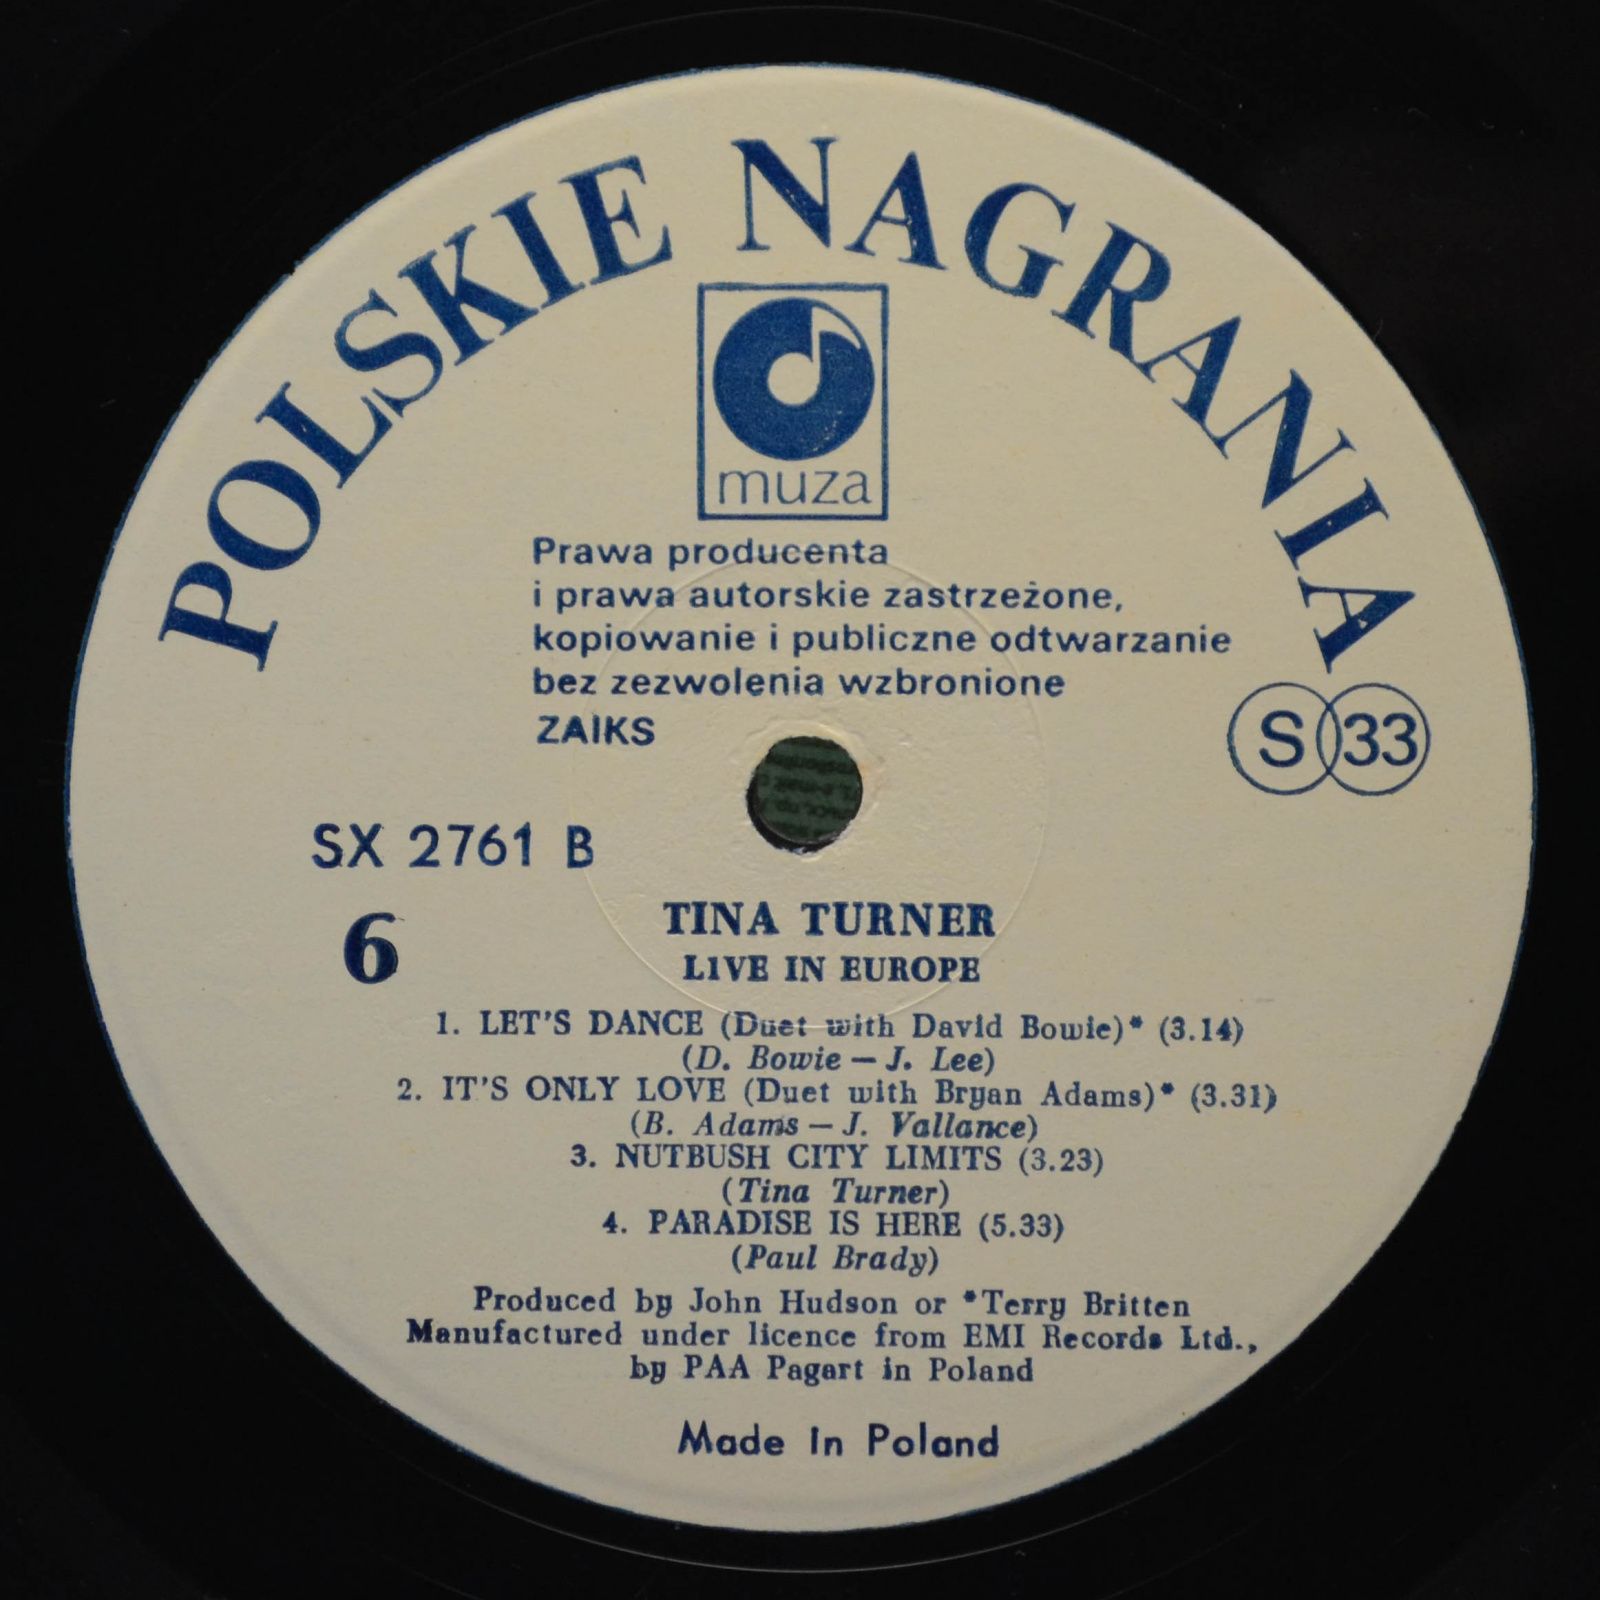 POLSKIE NAGRANIA
muza
Prawa producenta
i prawa autorskie zastrzeżone,
kopiowanie i publiczne odtwarzanie
bez zezwolenia wzbronione
ZAIKS
S 33
SX 2761 B
6
TINA TURNER
L1VE IN EUROPE
1. LET'S DANCE (Duet with David Bowie)* (3.14)
(D. Bowie — J. Lee)
2. IT'S ONLY LOVE (Duet with Bryan Adams)* (3.31)
(B. Adams — J. Vallance)
3. NUTBUSH CITY LIMITS (3.23)
(Tina Turner)
4. PARADISE IS HERE (5.33)
(Paul Brady)
Produced by John Hudson or *Terry Britten
Manufactured under licence from EMI Records Ltd.,
by PAA Pagart in Poland
Made in Poland